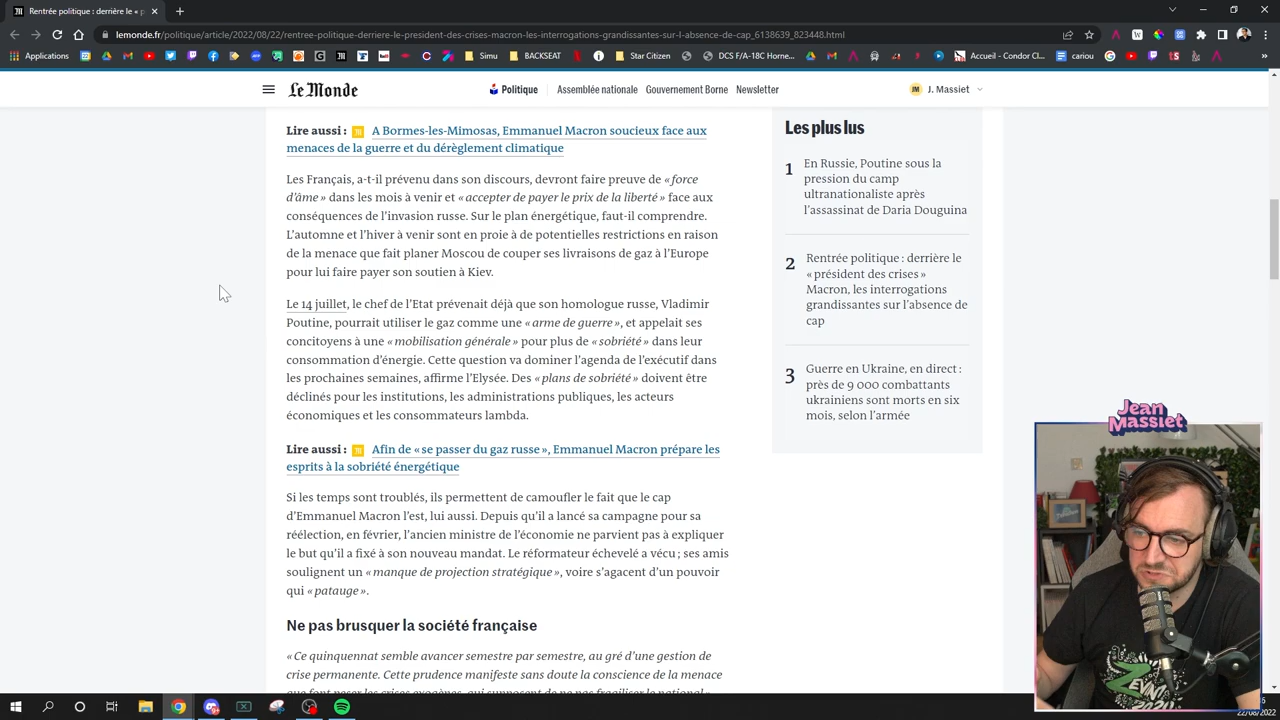 Rentrée politique : derrière le « p
lemonde.fr/politique/article/2022/08/22/rentree-politique-derriere-le-president-des-crises-macron-les-interrogations-grandissantes-sur-l-absence-de-cap_6138639_823448.html
Applications
Simu
BACKSEAT
Star Citizen
DCS F/A-18C Horne...
Accueil - Condor Cl...
cariou
Le Monde
Politique
Assemblée nationale
Gouvernement Borne
Newsletter
JM
J. Massiet
Lire aussi : A Bormes-les-Mimosas, Emmanuel Macron soucieux face aux
menaces de la guerre et du dérèglement climatique
Les Français, a-t-il prévenu dans son discours, devront faire preuve de « force
d’âme » dans les mois à venir et « accepter de payer le prix de la liberté » face aux
conséquences de l’invasion russe. Sur le plan énergétique, faut-il comprendre.
L’automne et l’hiver à venir sont en proie à de potentielles restrictions en raison
de la menace que fait planer Moscou de couper ses livraisons de gaz à l’Europe
pour lui faire payer son soutien à Kiev.
Le 14 juillet, le chef de l’Etat prévenait déjà que son homologue russe, Vladimir
Poutine, pourrait utiliser le gaz comme une « arme de guerre », et appelait ses
concitoyens à une « mobilisation générale » pour plus de « sobriété » dans leur
consommation d’énergie. Cette question va dominer l’agenda de l’exécutif dans
les prochaines semaines, affirme l’Elysée. Des « plans de sobriété » doivent être
déclinés pour les institutions, les administrations publiques, les acteurs
économiques et les consommateurs lambda.
Lire aussi : Afin de « se passer du gaz russe », Emmanuel Macron prépare les
esprits à la sobriété énergétique
Si les temps sont troublés, ils permettent de camoufler le fait que le cap
d’Emmanuel Macron l’est, lui aussi. Depuis qu’il a lancé sa campagne pour sa
réélection, en février, l’ancien ministre de l’économie ne parvient pas à expliquer
le but qu’il a fixé à son nouveau mandat. Le réformateur échevelé a vécu ; ses amis
soulignent un « manque de projection stratégique », voire s’agacent d’un pouvoir
qui « patauge ».
Ne pas brusquer la société française
« Ce quinquennat semble avancer semestre par semestre, au gré d’une gestion de
crise permanente. Cette prudence manifeste sans doute la conscience de la menace
que font peser les crises exogènes, qui supposent de ne pas fragiliser le national »
Les plus lus
1
En Russie, Poutine sous la
pression du camp
ultranationaliste après
l’assassinat de Daria Douguina
2
Rentrée politique : derrière le
« président des crises »
Macron, les interrogations
grandissantes sur l’absence de
cap
3
Guerre en Ukraine, en direct :
près de 9 000 combattants
ukrainiens sont morts en six
mois, selon l’armée
Jean
Massiet
22/08/2022